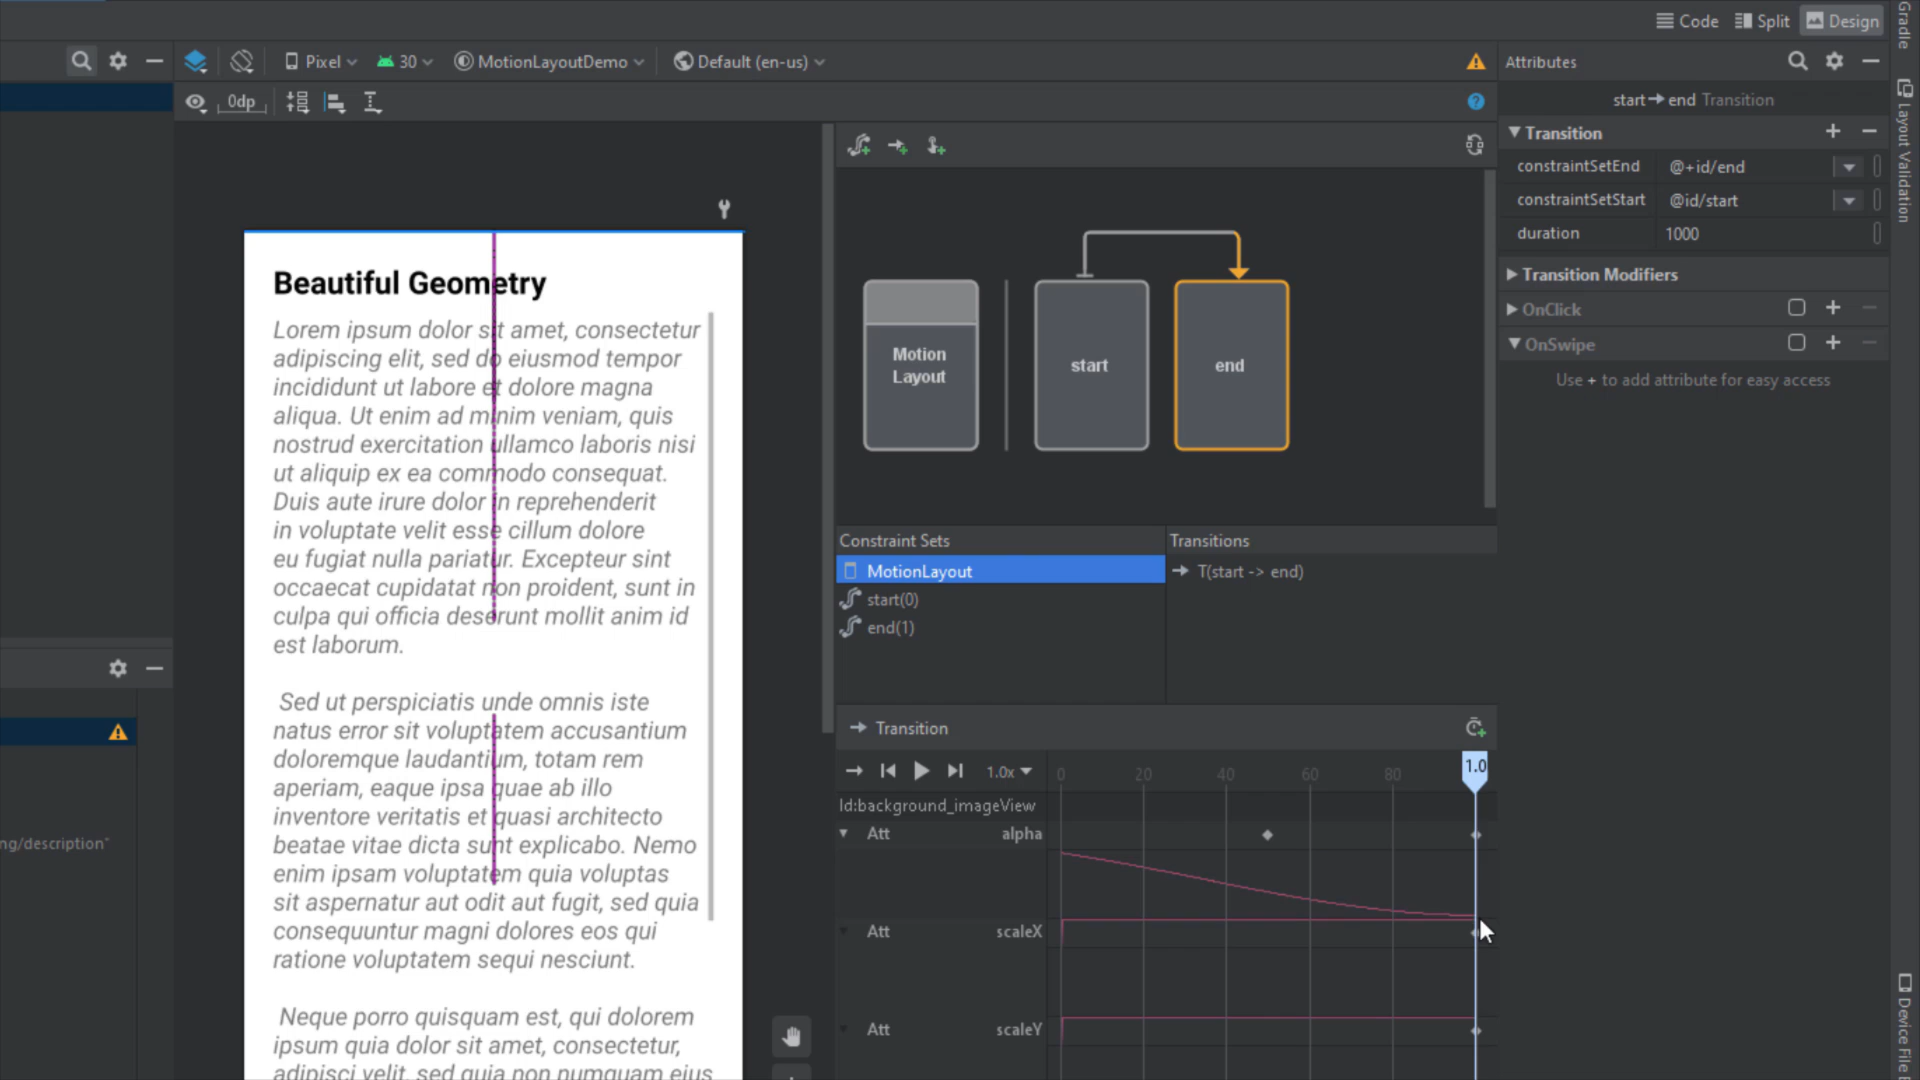 Code
Split
Design
Gradle
Pixel
30
MotionLayoutDemo
Default (en-us)
Attributes
0dp
start
end Transition
Layout Validation
Transition
constraintSetEnd
@+id/end
constraintSetStart
@id/start
duration
1000
Transition Modifiers
OnClick
OnSwipe
Use + to add attribute for easy access
Motion
Layout
start
end
Beautiful Geometry
Lorem ipsum dolor sit amet, consectetur
adipiscing elit, sed do eiusmod tempor
incididunt ut labore et dolore magna
aliqua. Ut enim ad minim veniam, quis
nostrud exercitation ullamco laboris nisi
ut aliquip ex ea commodo consequat.
Duis aute irure dolor in reprehenderit
in voluptate velit esse cillum dolore
eu fugiat nulla pariatur. Excepteur sint
occaecat cupidatat non proident, sunt in
culpa qui officia deserunt mollit anim id
est laborum.
Sed ut perspiciatis unde omnis iste
natus error sit voluptatem accusantium
doloremque laudantium, totam rem
aperiam, eaque ipsa quae ab illo
inventore veritatis et quasi architecto
beatae vitae dicta sunt explicabo. Nemo
enim ipsam voluptatem quia voluptas
sit aspernatur aut odit aut fugit, sed quia
consequuntur magni dolores eos qui
ratione voluptatem sequi nesciunt.
Neque porro quisquam est, qui dolorem
ipsum quia dolor sit amet, consectetur,
adipisci velit, sed quia non numquam eius
Constraint Sets
Transitions
MotionLayout
T(start -> end)
start(0)
end(1)
Transition
1.0x
0
20
40
60
80
1.0
Id:background_imageView
Att
alpha
Att
scaleX
Att
scaleY
ng/description"
Device File